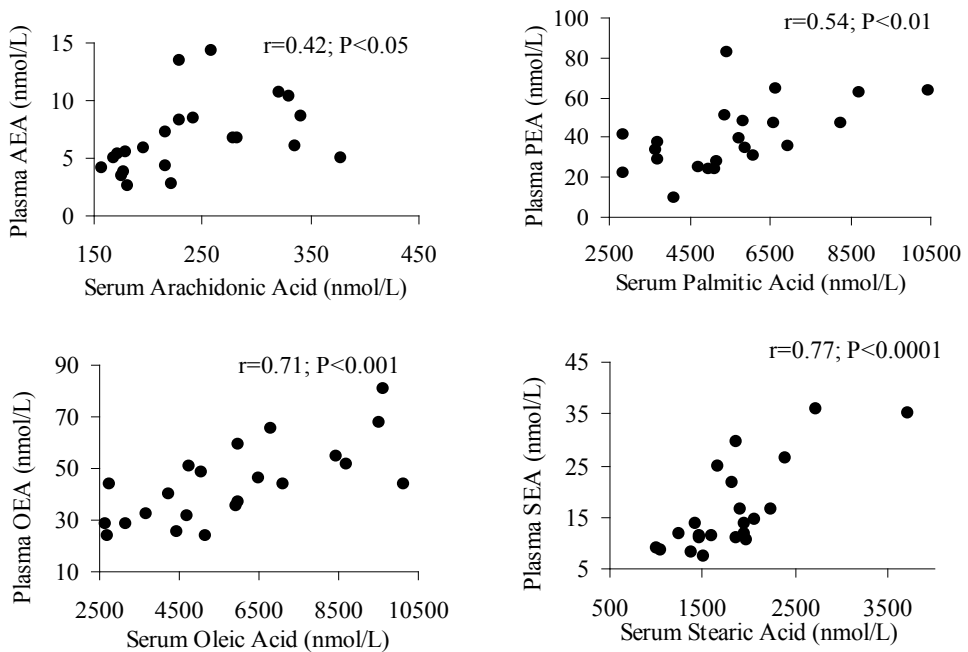 r=0.42; P<0.05
Plasma AEA (nmol/L)
15
10
5
0
150 250 350 450
Serum Arachidonic Acid (nmol/L)
r=0.54; P<0.01
Plasma PEA (nmol/L)
100
80
60
40
20
0
2500 4500 6500 8500 10500
Serum Palmitic Acid (nmol/L)
r=0.71; P<0.001
Plasma OEA (nmol/L)
90
70
50
30
10
2500 4500 6500 8500 10500
Serum Oleic Acid (nmol/L)
r=0.77; P<0.0001
Plasma SEA (nmol/L)
45
35
25
15
5
500 1500 2500 3500
Serum Stearic Acid (nmol/L)